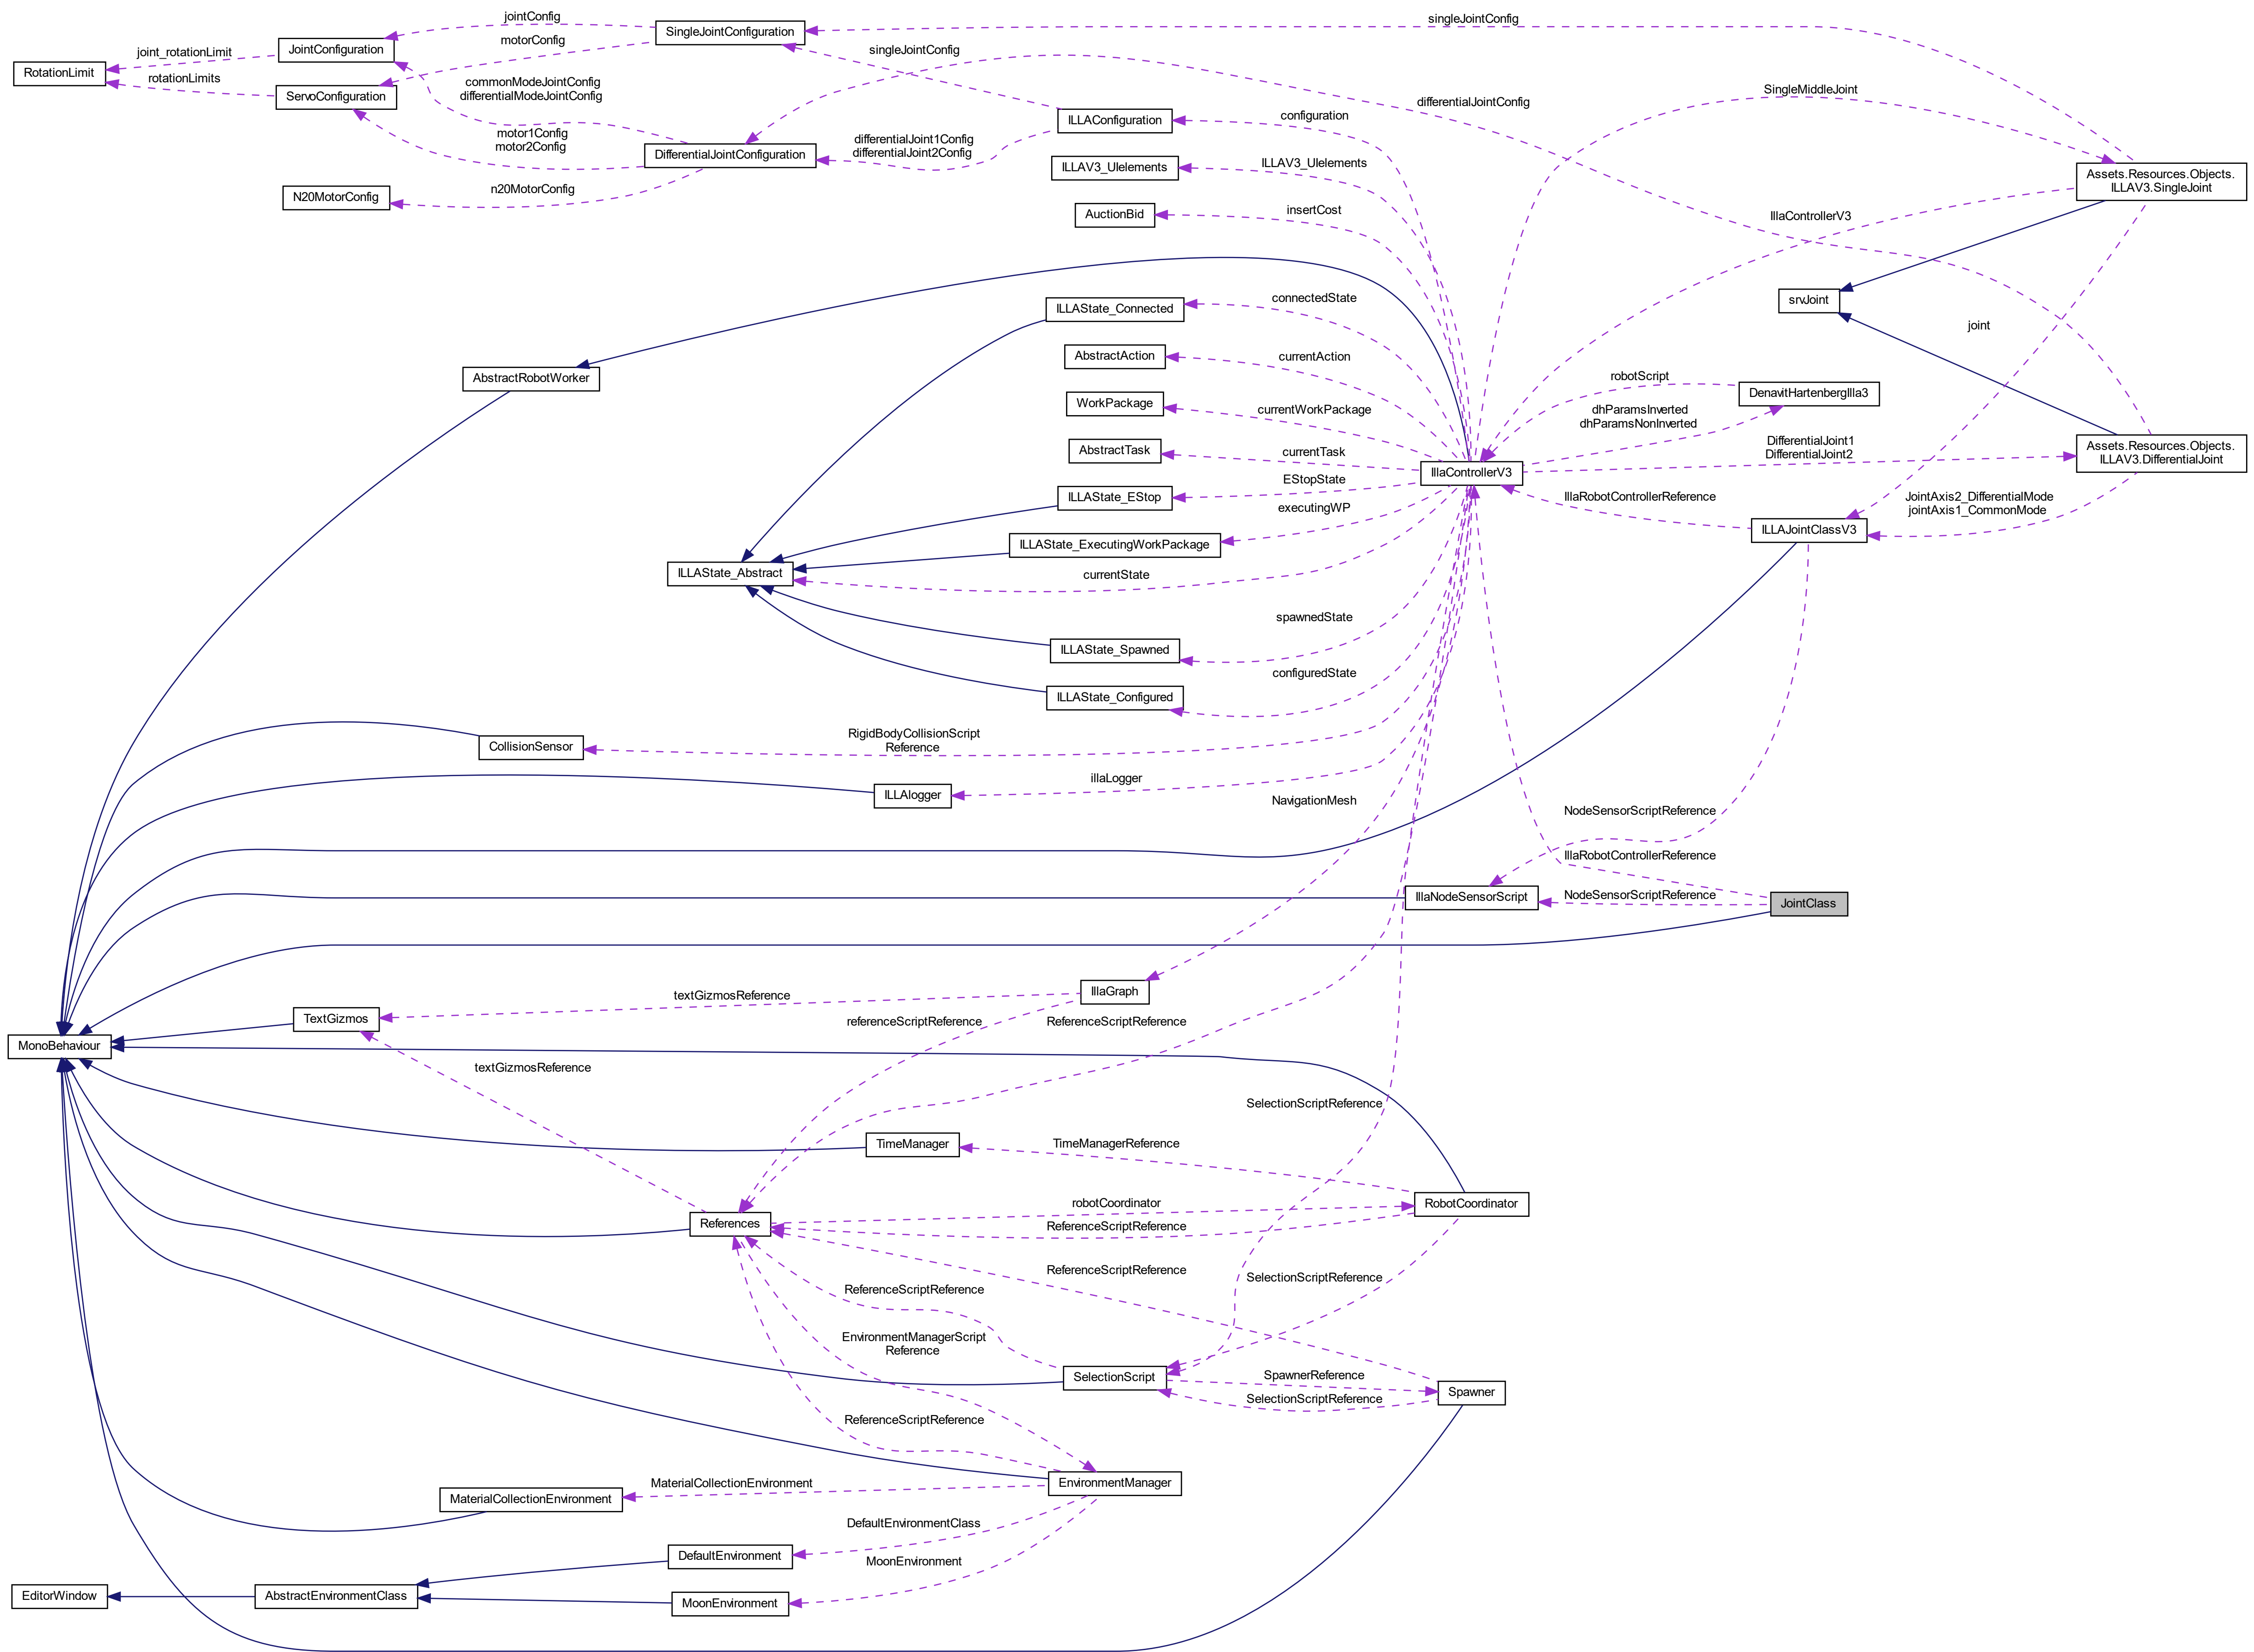 jointConfig
singleJointConfig
SingleJointConfiguration
motorConfig
JointConfiguration
joint_rotationLimit
singleJointConfig
RotationLimit
rotationLimits
commonModeJointConfig
differentialModeJointConfig
ServoConfiguration
SingleMiddleJoint
differentialJointConfig
configuration
ILLAConfiguration
motor1Config
motor2Config
differentialJoint1Config
differentialJoint2Config
DifferentialJointConfiguration
ILLAV3_UIelements
ILLAV3_UIelements
Assets.Resources.Objects.
ILLAV3.SingleJoint
n20MotorConfig
N20MotorConfig
AuctionBid
insertCost
IllaControllerV3
ILLAState_Connected
connectedState
srvJoint
joint
AbstractAction
currentAction
AbstractRobotWorker
robotScript
DenavitHartenbergIlla3
WorkPackage
currentWorkPackage
dhParamsInverted
dhParamsNonInverted
AbstractTask
currentTask
DifferentialJoint1
DifferentialJoint2
Assets.Resources.Objects.
ILLAV3.DifferentialJoint
IllaControllerV3
EStopState
ILLAState_EStop
IllaRobotControllerReference
JointAxis2_DifferentialMode
jointAxis1_CommonMode
executingWP
ILLAJointClassV3
ILLAState_ExecutingWorkPackage
ILLAState_Abstract
currentState
spawnedState
ILLAState_Spawned
configuredState
ILLAState_Configured
RigidBodyCollisionScript
Reference
CollisionSensor
illaLogger
ILLAlogger
NavigationMesh
NodeSensorScriptReference
IllaRobotControllerReference
IllaNodeSensorScript
NodeSensorScriptReference
JointClass
IllaGraph
textGizmosReference
TextGizmos
referenceScriptReference
ReferenceScriptReference
MonoBehaviour
textGizmosReference
SelectionScriptReference
TimeManager
TimeManagerReference
robotCoordinator
RobotCoordinator
References
ReferenceScriptReference
ReferenceScriptReference
SelectionScriptReference
ReferenceScriptReference
EnvironmentManagerScript
Reference
SelectionScript
SpawnerReference
Spawner
SelectionScriptReference
ReferenceScriptReference
EnvironmentManager
MaterialCollectionEnvironment
MaterialCollectionEnvironment
DefaultEnvironmentClass
DefaultEnvironment
MoonEnvironment
EditorWindow
AbstractEnvironmentClass
MoonEnvironment